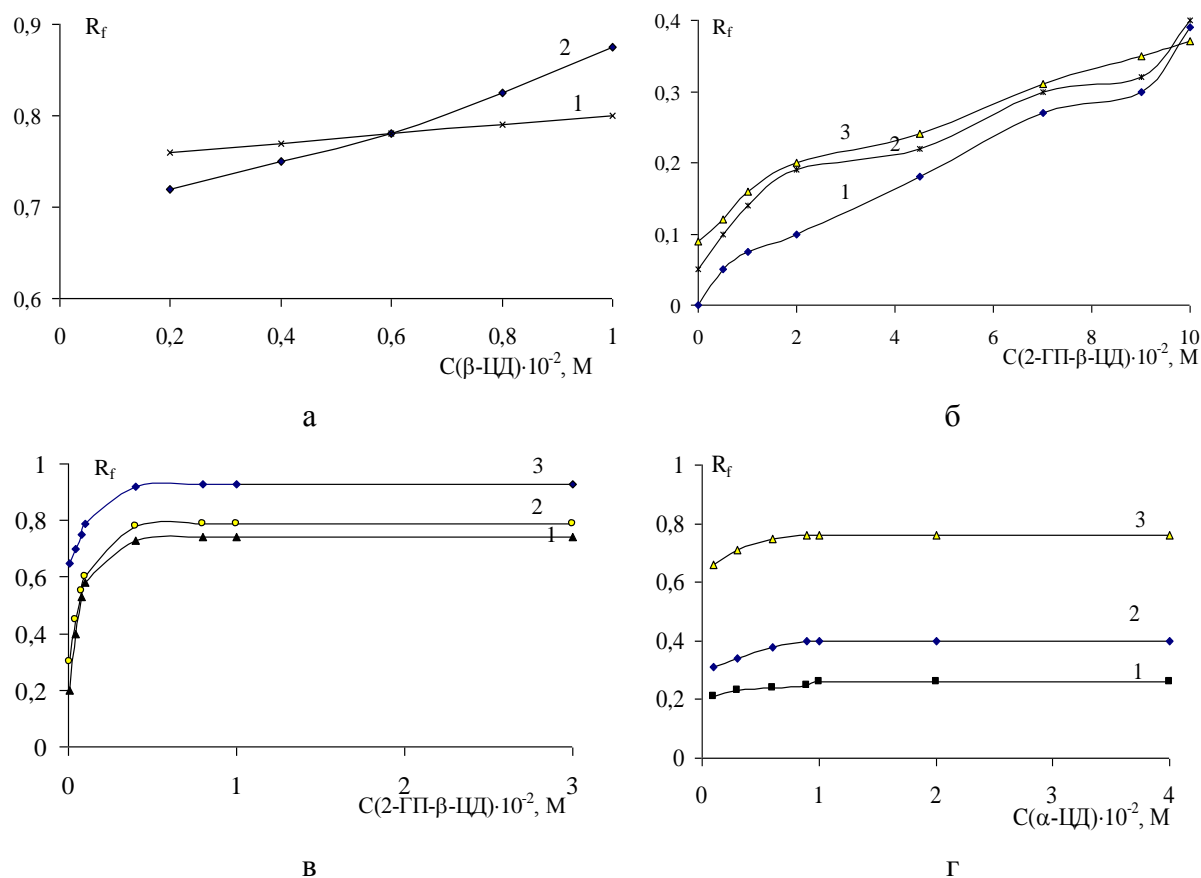 0,9
R_f
2
0,8
1
0,7
0,6
0 0,2 0,4 0,6 0,8 1
C(β-ЦД)·10⁻², М
а
0,4
R_f
0,3
3
0,2
2
1
0,1
0
0 2 4 6 8 10
C(2-ГП-β-ЦД)·10⁻², М
б
1
R_f
3
0,8
2
1
0,6
0,4
0,2
0
0 1 2 3
C(2-ГП-β-ЦД)·10⁻², М
в
1
R_f
0,8
3
0,6
2
0,4
1
0,2
0
0 1 2 3 4
C(α-ЦД)·10⁻², М
г